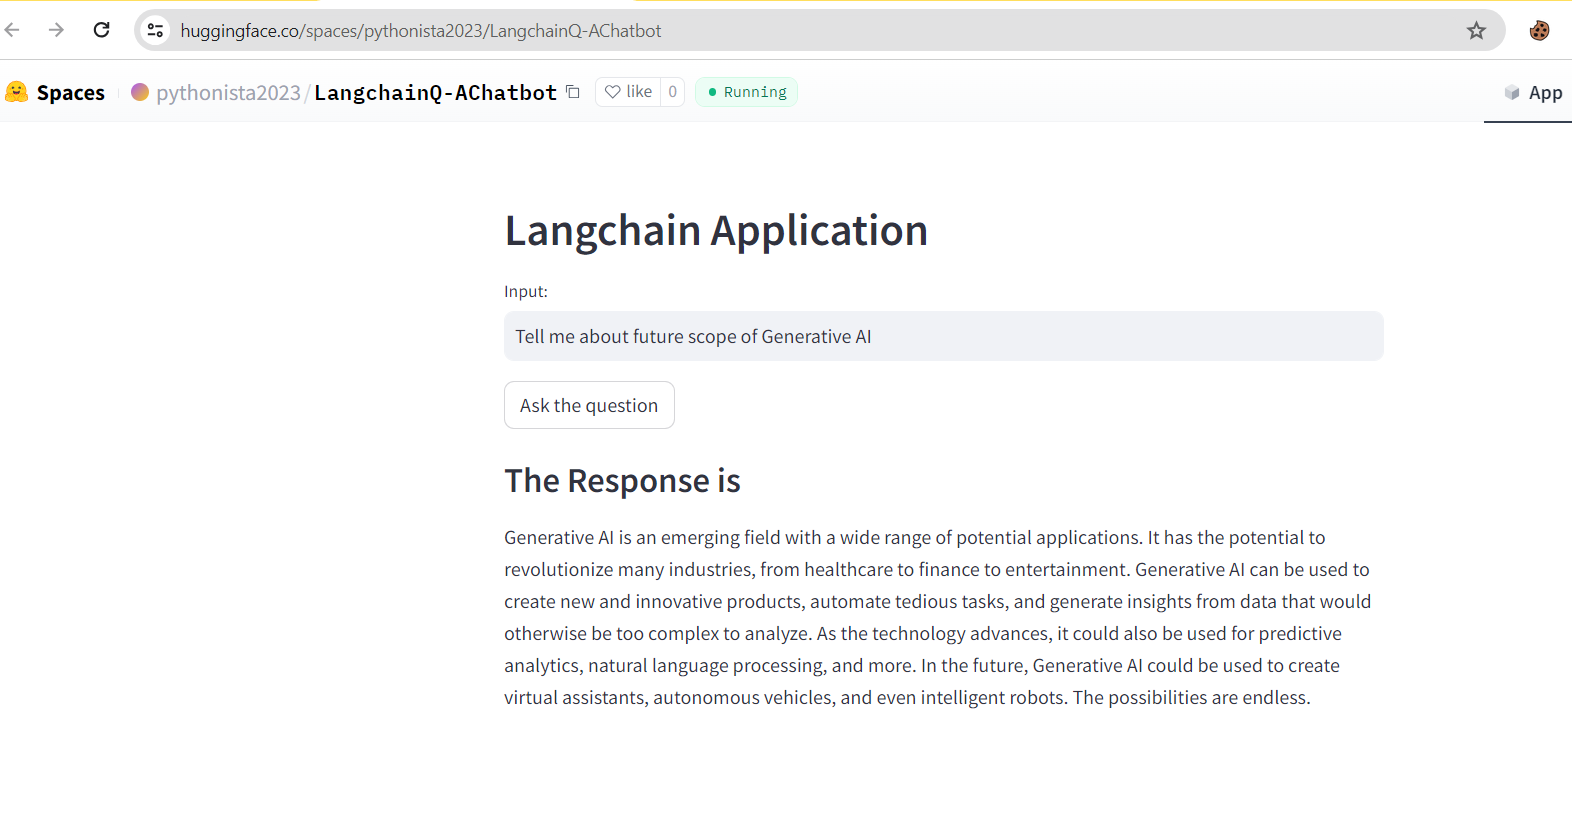 huggingface.co/spaces/pythonista2023/LangchainQ-AChatbot
Spaces pythonista2023/LangchainQ-AChatbot like 0 Running App
Langchain Application
Input:
Tell me about future scope of Generative AI
Ask the question
The Response is
Generative AI is an emerging field with a wide range of potential applications. It has the potential to
revolutionize many industries, from healthcare to finance to entertainment. Generative AI can be used to
create new and innovative products, automate tedious tasks, and generate insights from data that would
otherwise be too complex to analyze. As the technology advances, it could also be used for predictive
analytics, natural language processing, and more. In the future, Generative AI could be used to create
virtual assistants, autonomous vehicles, and even intelligent robots. The possibilities are endless.